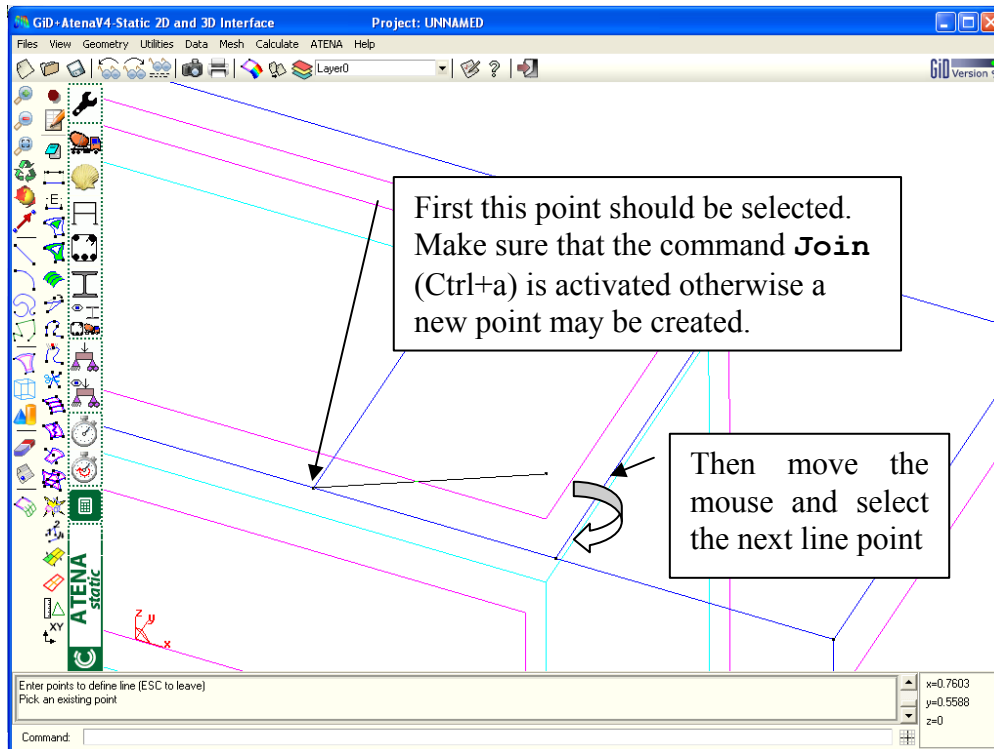 GiD+AtenaV4-Static 2D and 3D Interface Project: UNNAMED
Files View Geometry Utilities Data Mesh Calculate ATENA Help
Layer0
GiD Version
First this point should be selected.
Make sure that the command Join
(Ctrl+a) is activated otherwise a
new point may be created.
Then move the
mouse and select
the next line point
ATENA
static
XY
z
y
x
Enter points to define line (ESC to leave)
Pick an existing point
x=0.7603
y=0.5588
z=0
Command: